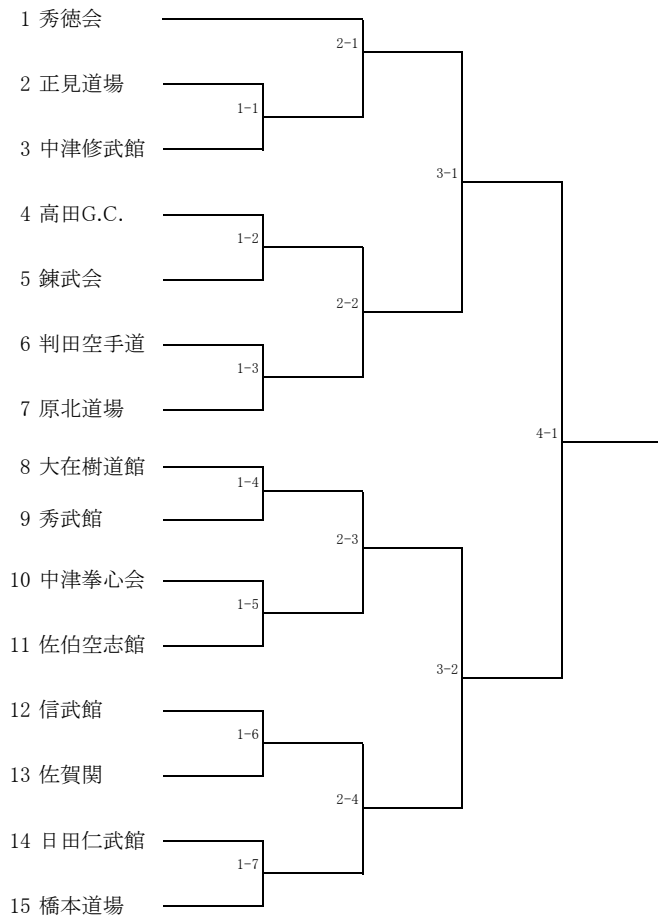 1 秀徳会
2-1
2 正見道場
1-1
3 中津修武館
3-1
4 高田G.C.
1-2
5 錬武会
2-2
6 判田空手道
1-3
7 原北道場
4-1
8 大在樹道館
1-4
9 秀武館
2-3
10 中津拳心会
1-5
11 佐伯空志館
3-2
12 信武館
1-6
13 佐賀関
2-4
14 日田仁武館
1-7
15 橋本道場